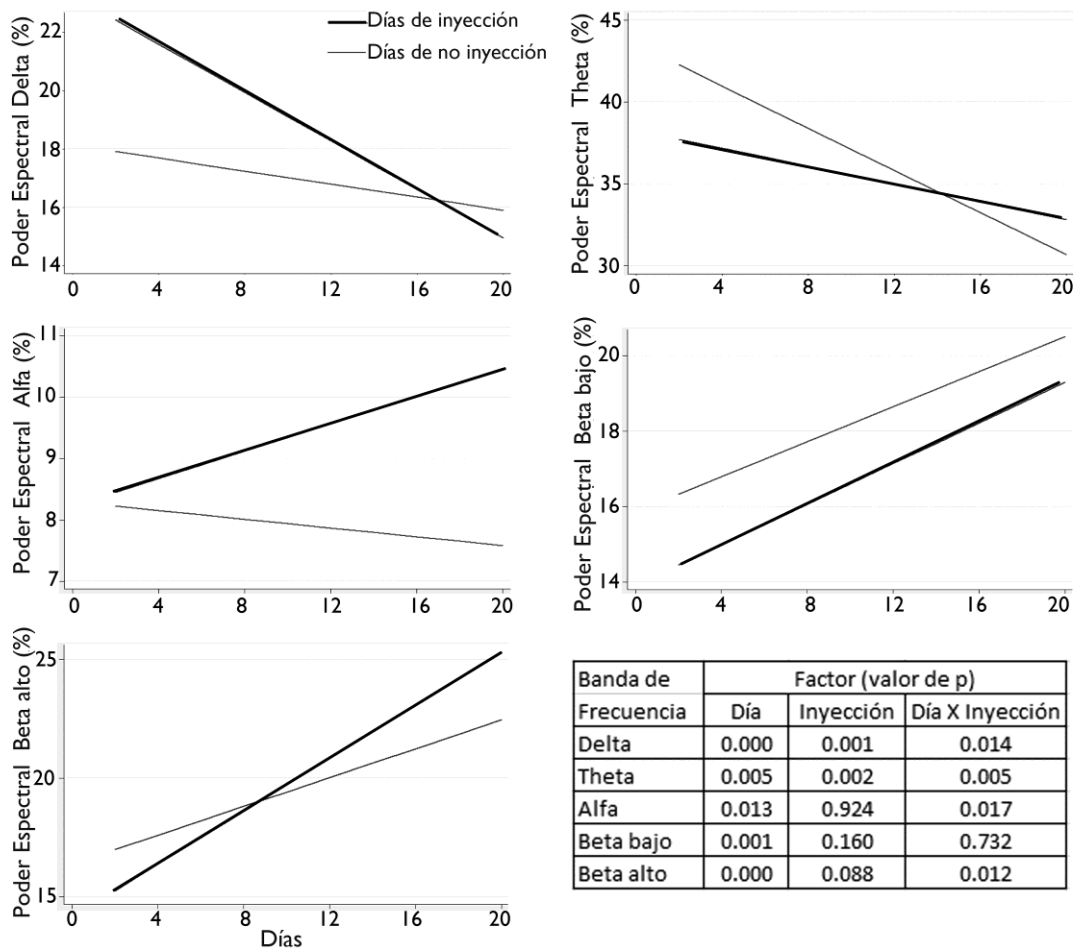 Días de inyección
Días de no inyección
Poder Espectral Delta (%)
22
20
18
16
14
0 4 8 12 16 20
Poder Espectral Theta (%)
45
40
35
30
0 4 8 12 16 20
Poder Espectral Alfa (%)
11
10
9
8
7
0 4 8 12 16 20
Poder Espectral Beta bajo (%)
20
18
16
14
0 4 8 12 16 20
Poder Espectral Beta alto (%)
25
20
15
0 4 8 12 16 20
Días
Banda de Factor (valor de p)
Frecuencia Día Inyección Día X Inyección
Delta 0.000 0.001 0.014
Theta 0.005 0.002 0.005
Alfa 0.013 0.924 0.017
Beta bajo 0.001 0.160 0.732
Beta alto 0.000 0.088 0.012